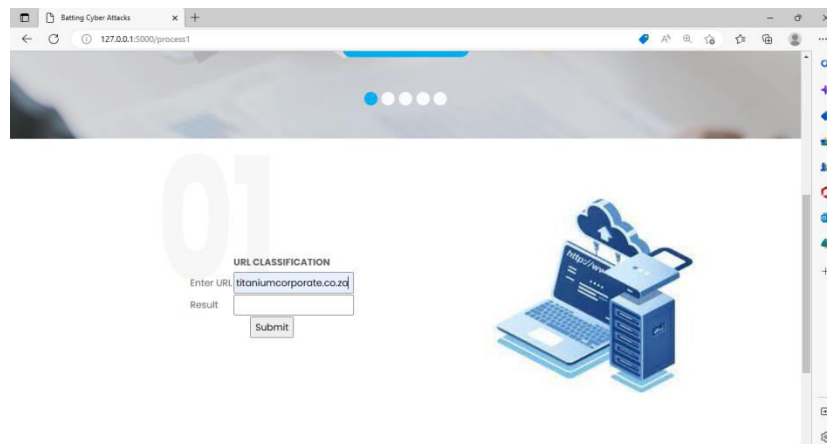 Batting Cyber Attacks
127.0.0.1:5000/process1
01
URL CLASSIFICATION
Enter URL titaniumcorporate.co.za
Result
Submit
http://ww